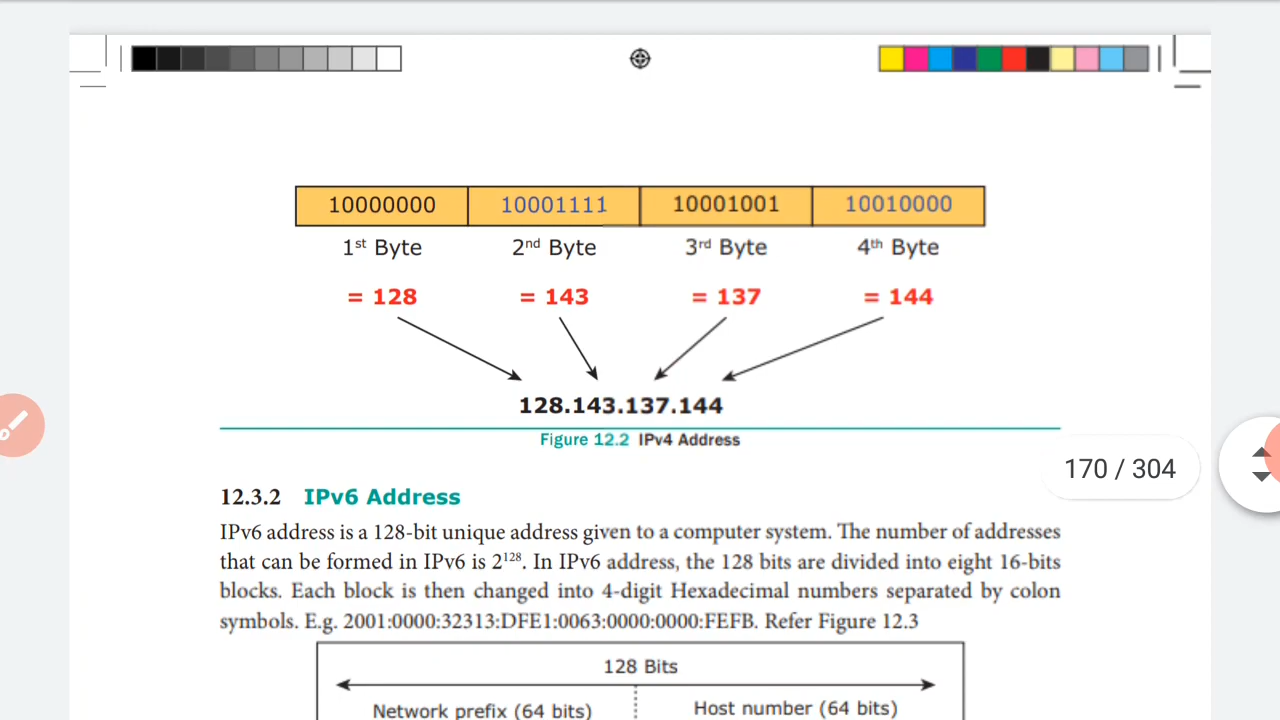 10000000 10001111 10001001 10010000
1st Byte 2nd Byte 3rd Byte 4th Byte
= 128 = 143 = 137 = 144
128.143.137.144
Figure 12.2 IPv4 Address
170 / 304
12.3.2 IPv6 Address
IPv6 address is a 128-bit unique address given to a computer system. The number of addresses
that can be formed in IPv6 is 2¹²⁸. In IPv6 address, the 128 bits are divided into eight 16-bits
blocks. Each block is then changed into 4-digit Hexadecimal numbers separated by colon
symbols. E.g. 2001:0000:32313:DFE1:0063:0000:0000:FEFB. Refer Figure 12.3
128 Bits
Network prefix (64 bits) Host number (64 bits)